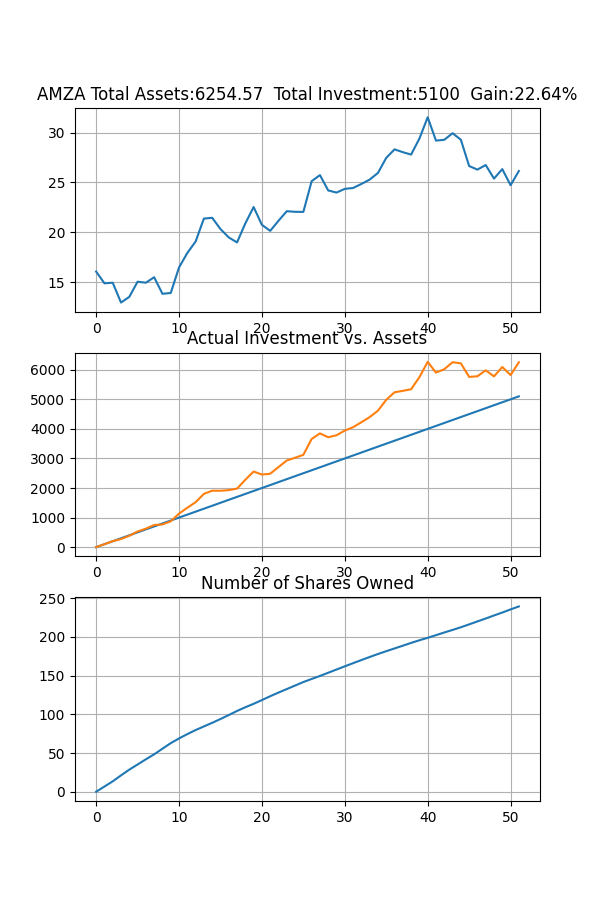 AMZA Total Assets:6254.57  Total Investment:5100  Gain:22.64%
30
25
20
15
0 10 20 30 40 50
Actual Investment vs. Assets
6000
5000
4000
3000
2000
1000
0
0 10 20 30 40 50
Number of Shares Owned
250
200
150
100
50
0
0 10 20 30 40 50